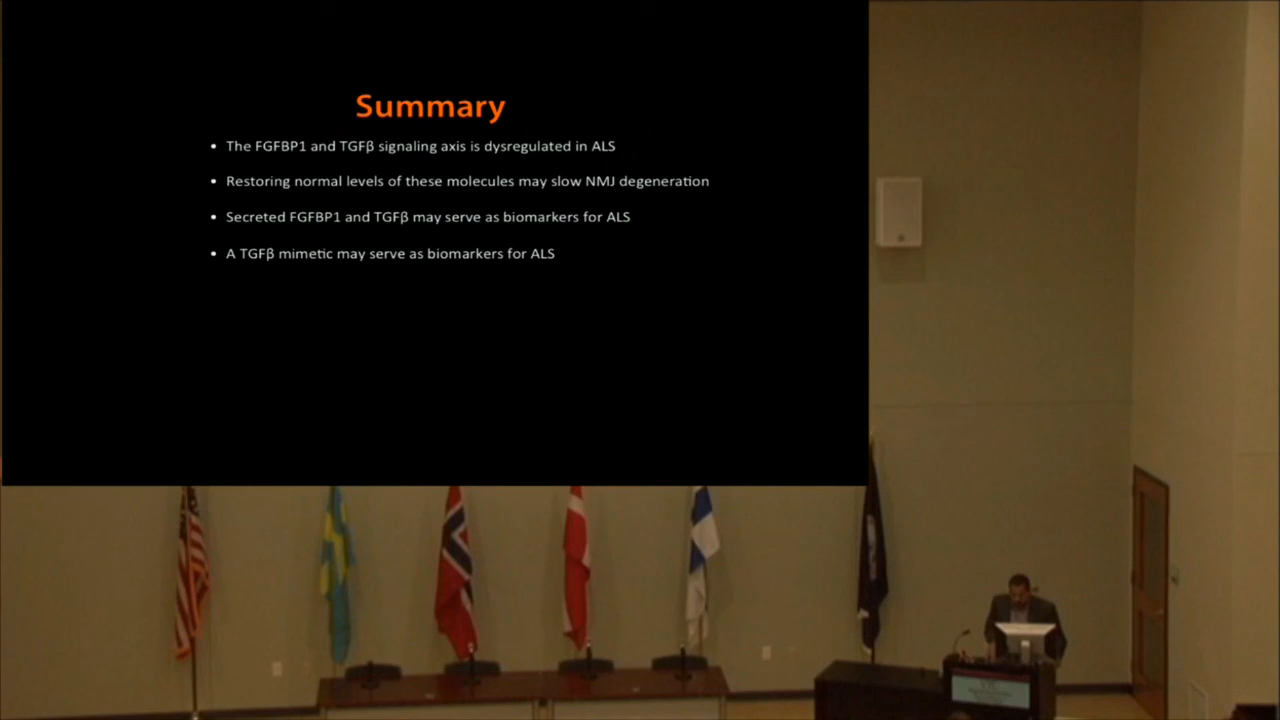 Summary
• The FGFBP1 and TGFβ signaling axis is dysregulated in ALS
• Restoring normal levels of these molecules may slow NMJ degeneration
• Secreted FGFBP1 and TGFβ may serve as biomarkers for ALS
• A TGFβ mimetic may serve as biomarkers for ALS